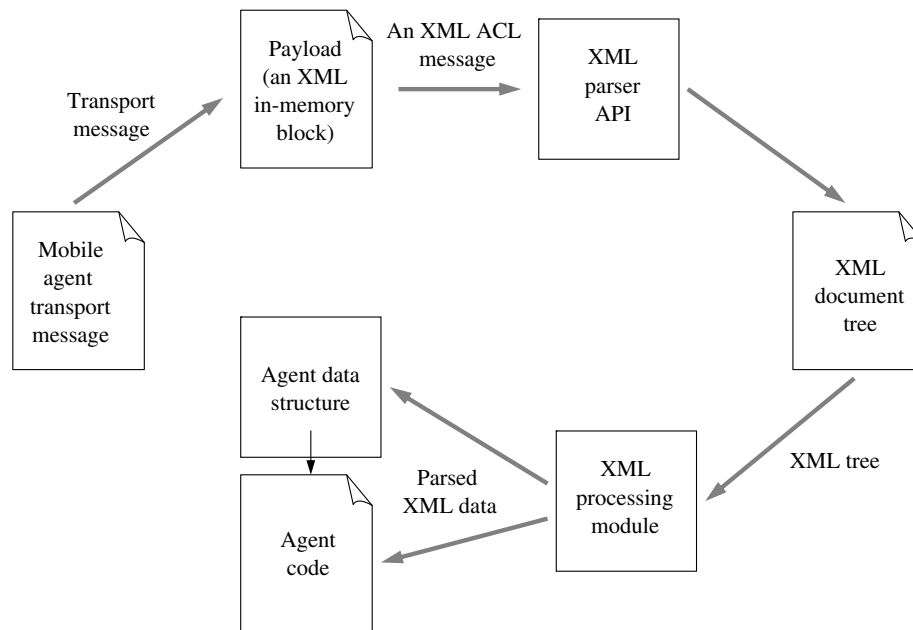 Payload
(an XML
in-memory
block)
An XML ACL
message
XML
parser
API
Transport
message
Mobile
agent
transport
message
XML
document
tree
Agent data
structure
XML tree
XML
processing
module
Parsed
XML data
Agent
code